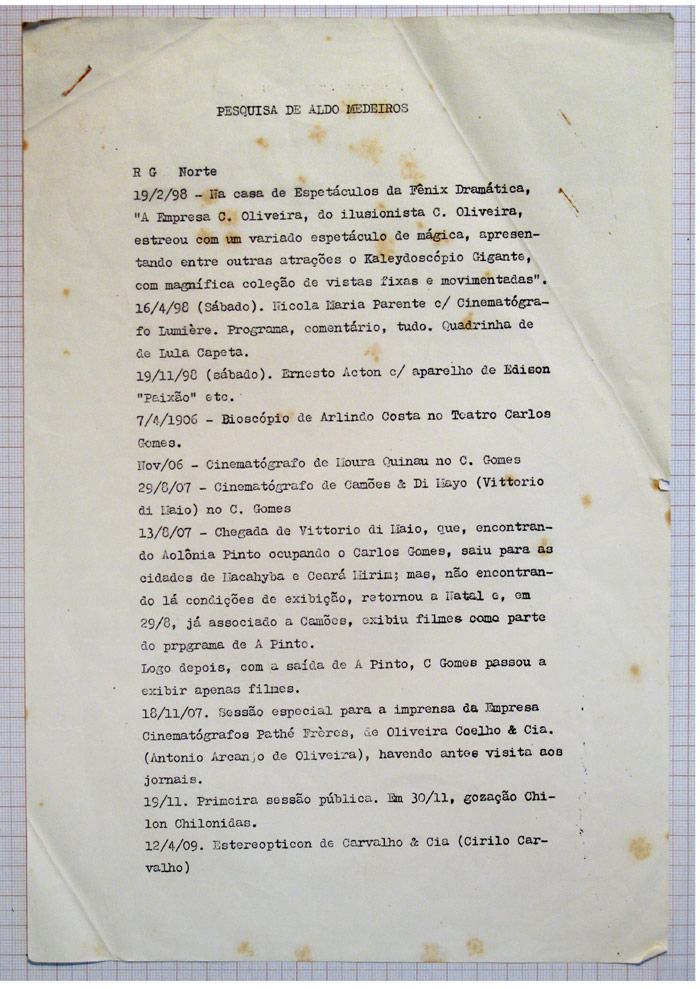 PESQUISA DE ALDO MEDEIROS
R G Norte
19/2/98 - Na casa de Espetáculos da Fênix Dramática,
"A Empresa C. Oliveira, do ilusionista C. Oliveira,
estreou com um variado espetáculo de mágica, apresen-
tando entre outras atrações o Kaleydoscópio Gigante,
com magnífica coleção de vistas fixas e movimentadas".
16/4/98 (Sábado). Nicola Maria Parente c/ Cinematógra-
fo Lumière. Programa, comentário, tudo. Quadrinha de
de Lula Capeta.
19/11/98 (sábado). Ernesto Acton c/ aparelho de Edison
"Paixão" etc.
7/4/1906 - Bioscópio de Arlindo Costa no Teatro Carlos
Gomes.
Nov/06 - Cinematógrafo de Moura Quinau no C. Gomes
29/8/07 - Cinematógrafo de Camões & Di Mayo (Vittorio
di Maio) no C. Gomes
13/8/07 - Chegada de Vittorio di Maio, que, encontran-
do Aolônia Pinto ocupando o Carlos Gomes, saiu para as
cidades de Macahyba e Ceará Mirim; mas, não encontran-
do lá condições de exibição, retornou a Natal e, em
29/8, já associado a Camões, exibiu filmes como parte
do prpgrama de A Pinto.
Logo depois, com a saída de A Pinto, C Gomes passou a
exibir apenas filmes.
18/11/07. Sessão especial para a imprensa da Empresa
Cinematógrafos Pathé Frères, de Oliveira Coelho & Cia.
(Antonio Arcanjo de Oliveira), havendo antes visita aos
jornais.
19/11. Primeira sessão pública. Em 30/11, gozação Chi-
lon Chilonidas.
12/4/09. Estereopticon de Carvalho & Cia (Cirilo Car-
valho)